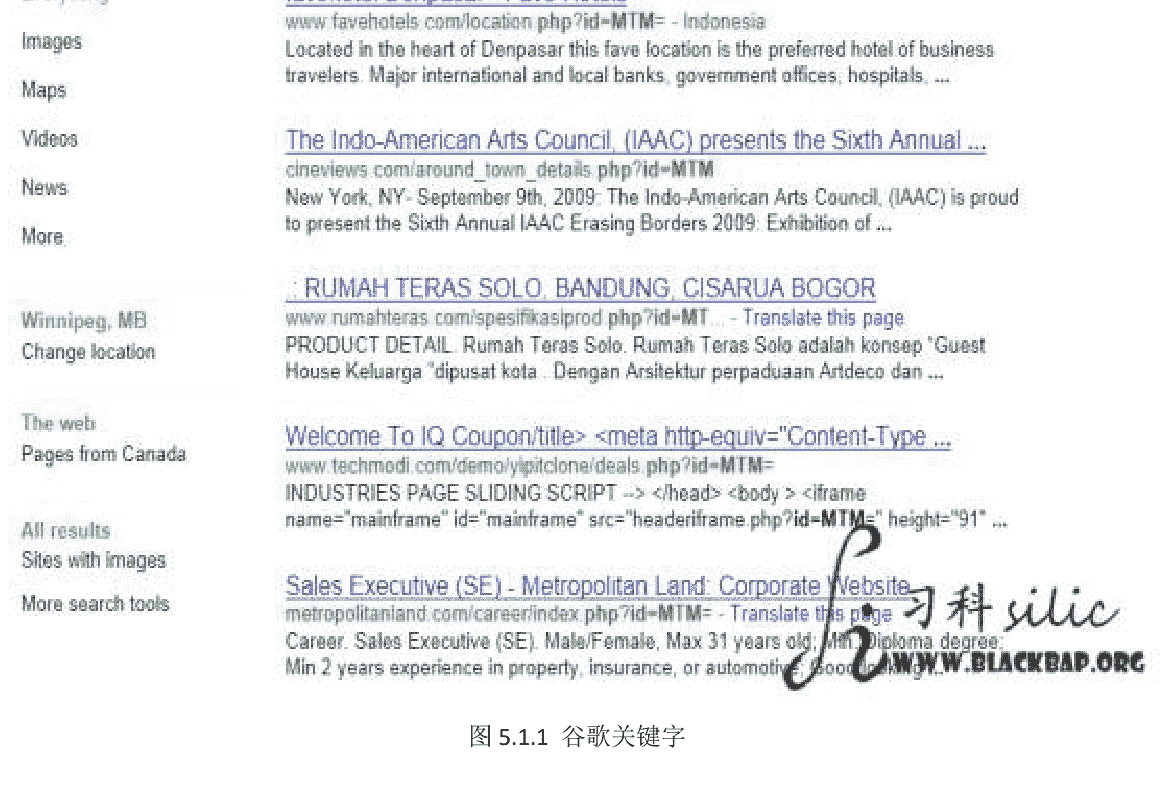 Everything
Images
Maps
Videos
News
More
Winnipeg, MB
Change location
The web
Pages from Canada
All results
Sites with images
More search tools
favehotel Denpasar - Fave Hotels
www.favehotels.com/location.php?id=MTM= - Indonesia
Located in the heart of Denpasar this fave location is the preferred hotel of business
travelers. Major international and local banks, government offices, hospitals, ...
The Indo-American Arts Council, (IAAC) presents the Sixth Annual ...
cineviews.com/around_town_details.php?id=MTM
New York, NY- September 9th, 2009: The Indo-American Arts Council, (IAAC) is proud
to present the Sixth Annual IAAC Erasing Borders 2009: Exhibition of ...
.: RUMAH TERAS SOLO, BANDUNG, CISARUA BOGOR
www.rumahteras.com/spesifikasiprod.php?id=MT... - Translate this page
PRODUCT DETAIL. Rumah Teras Solo. Rumah Teras Solo adalah konsep "Guest
House Keluarga "dipusat kota . Dengan Arsitektur perpaduaan Artdeco dan ...
Welcome To IQ Coupon/title> <meta http-equiv="Content-Type ...
www.techmodi.com/demo/yipitclone/deals.php?id=MTM=
INDUSTRIES PAGE SLIDING SCRIPT --> </head> <body > <iframe
name="mainframe" id="mainframe" src="headeriframe.php?id=MTM=" height="91" ...
Sales Executive (SE) - Metropolitan Land: Corporate Website
metropolitanland.com/career/index.php?id=MTM= - Translate this page
Career. Sales Executive (SE). Male/Female, Max 31 years old; Min. Diploma degree;
Min 2 years experience in property, insurance, or automotive; Good looking ...
习科 silic
WWW.BLACKBAP.ORG
图 5.1.1 谷歌关键字